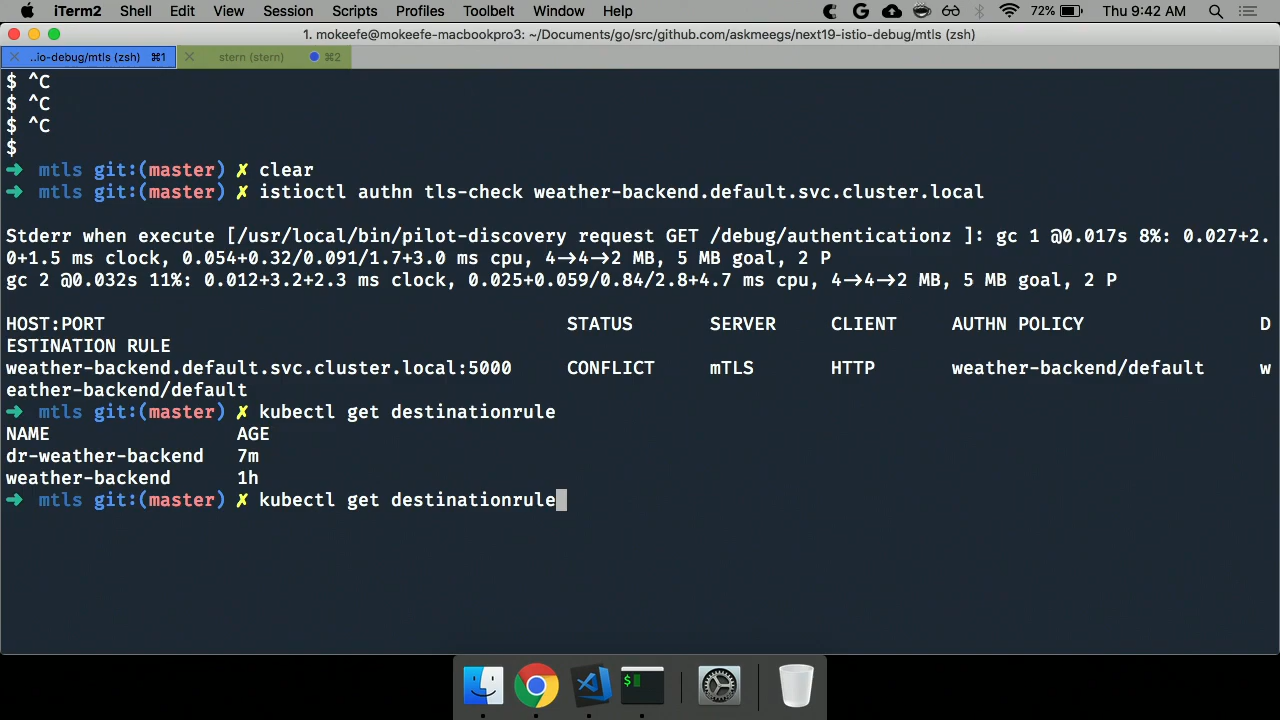 iTerm2 Shell Edit View Session Scripts Profiles Toolbelt Window Help 72% Thu 9:42 AM
1. mokeefe@mokeefe-macbookpro3: ~/Documents/go/src/github.com/askmeegs/next19-istio-debug/mtls (zsh)
..io-debug/mtls (zsh) ⌘1 stern (stern) ⌘2
$ ^C
$ ^C
$ ^C
$
➜ mtls git:(master) ✗ clear
➜ mtls git:(master) ✗ istioctl authn tls-check weather-backend.default.svc.cluster.local
Stderr when execute [/usr/local/bin/pilot-discovery request GET /debug/authenticationz ]: gc 1 @0.017s 8%: 0.027+2.
0+1.5 ms clock, 0.054+0.32/0.091/1.7+3.0 ms cpu, 4->4->2 MB, 5 MB goal, 2 P
gc 2 @0.032s 11%: 0.012+3.2+2.3 ms clock, 0.025+0.059/0.84/2.8+4.7 ms cpu, 4->4->2 MB, 5 MB goal, 2 P
HOST:PORT STATUS SERVER CLIENT AUTHN POLICY D
ESTINATION RULE
weather-backend.default.svc.cluster.local:5000 CONFLICT mTLS HTTP weather-backend/default w
eather-backend/default
➜ mtls git:(master) ✗ kubectl get destinationrule
NAME AGE
dr-weather-backend 7m
weather-backend 1h
➜ mtls git:(master) ✗ kubectl get destinationrule
$